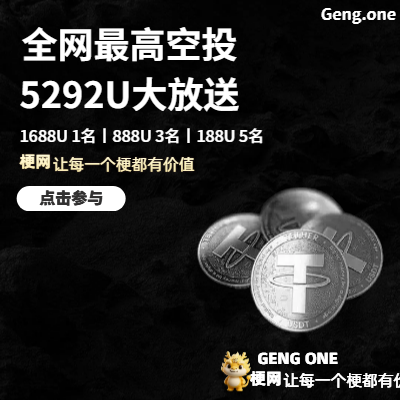 Geng.one
全网最高空投
5292U大放送
1688U 1名丨888U 3名丨188U 5名
梗网 让每一个梗都有价值
点击参与
GENG ONE
梗网 让每一个梗都有价